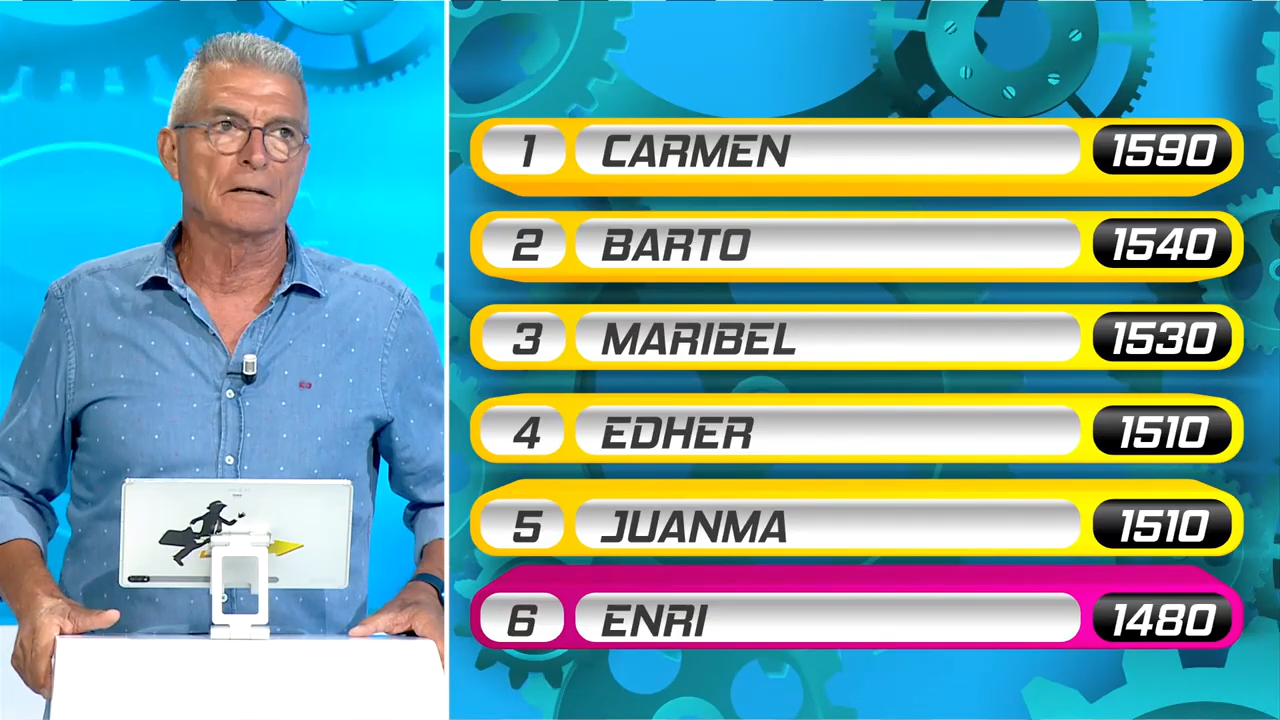 1 CARMEN 1590
2 BARTO 1540
3 MARIBEL 1530
4 EDHER 1510
5 JUANMA 1510
6 ENRI 1480